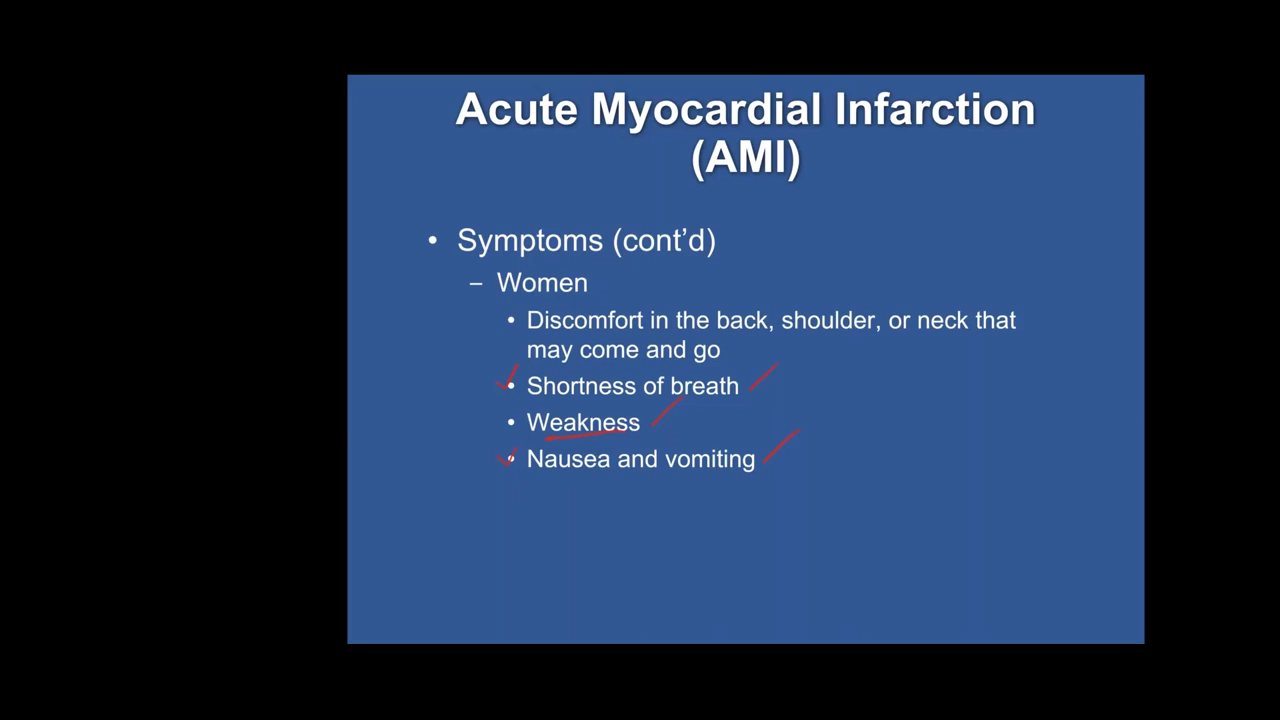 Acute Myocardial Infarction
(AMI)
• Symptoms (cont’d)
– Women
• Discomfort in the back, shoulder, or neck that
may come and go
• Shortness of breath
• Weakness
• Nausea and vomiting